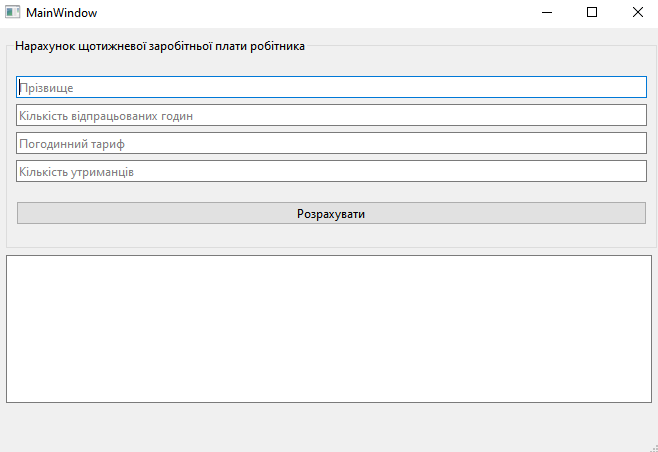 MainWindow
Нарахунок щотижневої заробітньої плати робітника
Прізвище
Кількість відпрацьованих годин
Погодинний тариф
Кількість утриманців
Розрахувати